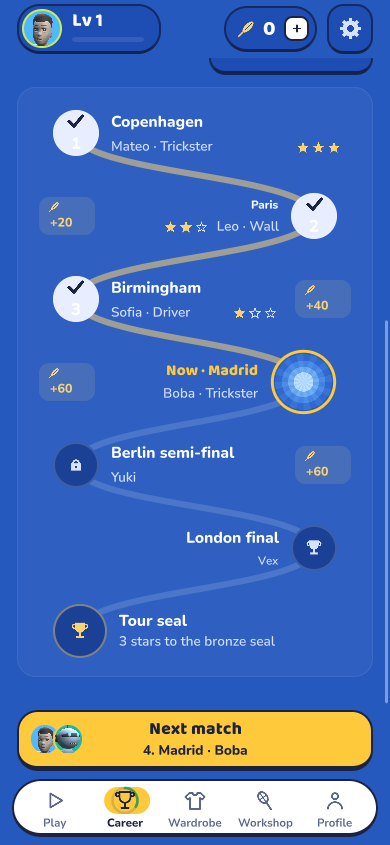 Lv 1
0
+
Copenhagen
1
Mateo · Trickster
Paris
+20
Leo · Wall
2
Birmingham
3
Sofia · Driver
+40
Now · Madrid
+60
Boba · Trickster
Berlin semi-final
Yuki
+60
London final
Vex
Tour seal
3 stars to the bronze seal
Next match
4. Madrid · Boba
Play
Career
Wardrobe
Workshop
Profile